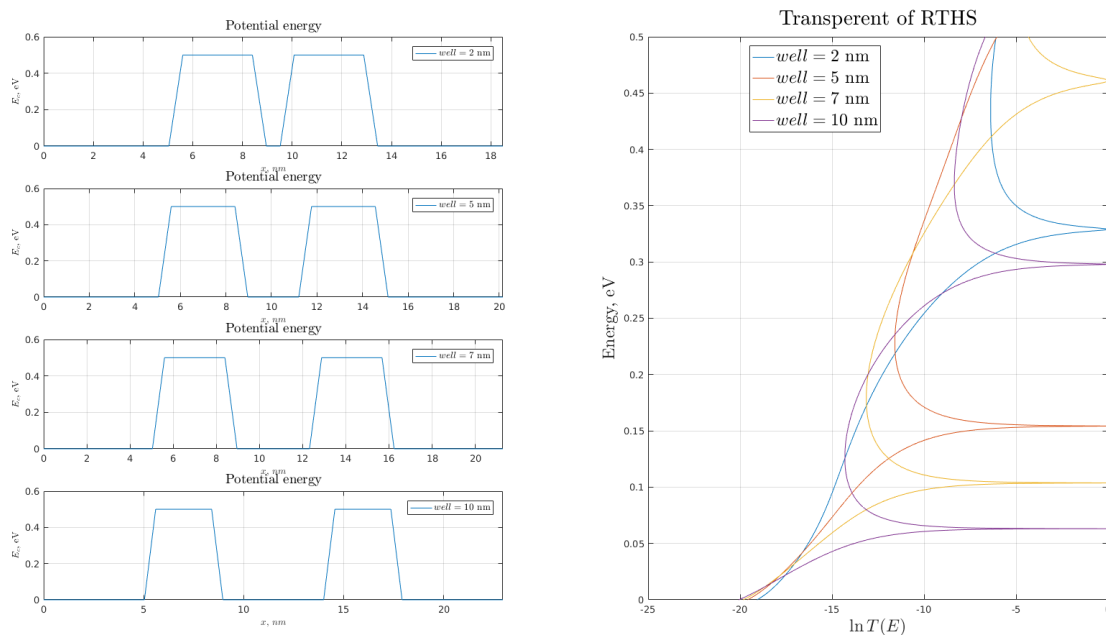 Potential energy
0.6
0.4
0.2
0
E_c, eV
well = 2 nm
0 2 4 6 8 10 12 14 16 18
x, nm
Potential energy
0.6
0.4
0.2
0
E_c, eV
well = 5 nm
0 2 4 6 8 10 12 14 16 18 20
x, nm
Potential energy
0.6
0.4
0.2
0
E_c, eV
well = 7 nm
0 2 4 6 8 10 12 14 16 18 20
x, nm
Potential energy
0.6
0.4
0.2
0
E_c, eV
well = 10 nm
5 10 15 20
x, nm
Transperent of RTHS
0.5
0.45
0.4
0.35
0.3
0.25
0.2
0.15
0.1
0.05
0
Energy, eV
well = 2 nm
well = 5 nm
well = 7 nm
well = 10 nm
-25 -20 -15 -10 -5
ln T(E)